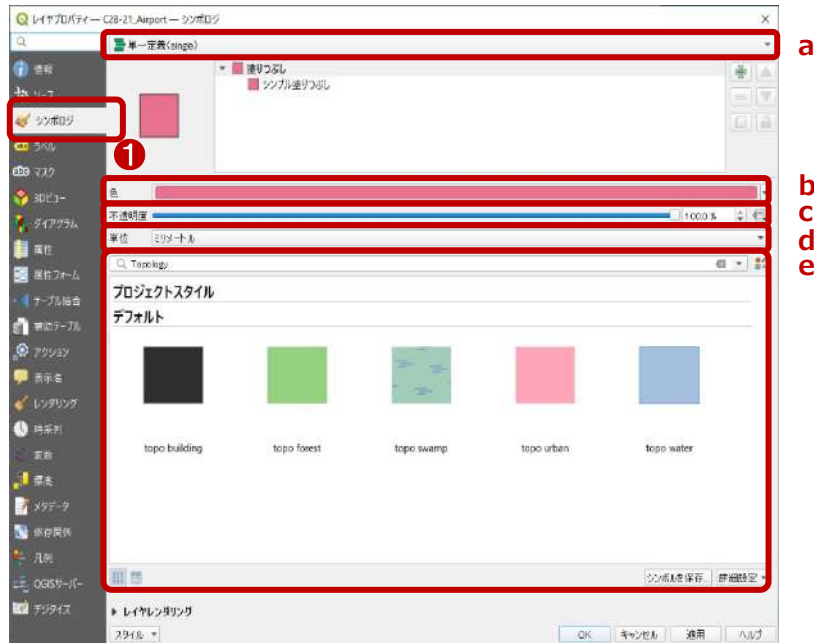 レイヤプロパティ — C28-21_Airport — シンボロジ
単一定義(single)
a
情報
ソース
シンボロジ
ラベル
マスク
3Dビュー
ダイアグラム
属性
属性フォーム
テーブル結合
補助テーブル
アクション
表示名
レンダリング
時系列
変数
標高
メタデータ
依存関係
凡例
QGISサーバー
デジタイズ
1
塗りつぶし
シンプル塗りつぶし
色
b
不透明度
100.0 %
c
単位
ミリメートル
d
Topology
e
プロジェクトスタイル
デフォルト
topo building
topo forest
topo swamp
topo urban
topo water
シンボルを保存...
詳細設定
レイヤレンダリング
スタイル
OK
キャンセル
適用
ヘルプ